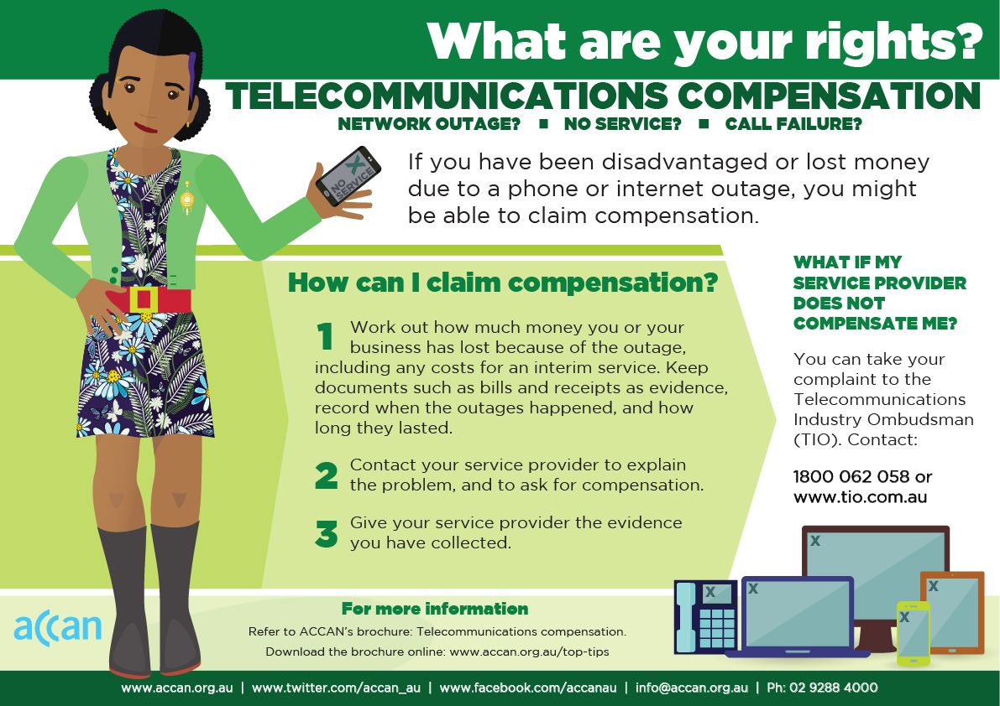 What are your rights?
TELECOMMUNICATIONS COMPENSATION
NETWORK OUTAGE? ■ NO SERVICE? ■ CALL FAILURE?
NO
SERVICE
X
If you have been disadvantaged or lost money
due to a phone or internet outage, you might
be able to claim compensation.
How can I claim compensation?
1 Work out how much money you or your
business has lost because of the outage,
including any costs for an interim service. Keep
documents such as bills and receipts as evidence,
record when the outages happened, and how
long they lasted.
2 Contact your service provider to explain
the problem, and to ask for compensation.
3 Give your service provider the evidence
you have collected.
WHAT IF MY
SERVICE PROVIDER
DOES NOT
COMPENSATE ME?
You can take your
complaint to the
Telecommunications
Industry Ombudsman
(TIO). Contact:
1800 062 058 or
www.tio.com.au
X
X
X
X
X
accan
For more information
Refer to ACCAN's brochure: Telecommunications compensation.
Download the brochure online: www.accan.org.au/top-tips
www.accan.org.au | www.twitter.com/accan_au | www.facebook.com/accanau | info@accan.org.au | Ph: 02 9288 4000